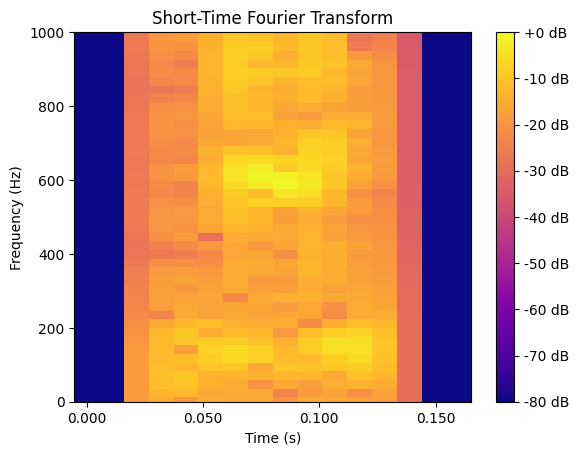 Short-Time Fourier Transform
1000
800
600
400
200
0
Frequency (Hz)
0.000
0.050
0.100
0.150
Time (s)
+0 dB
-10 dB
-20 dB
-30 dB
-40 dB
-50 dB
-60 dB
-70 dB
-80 dB